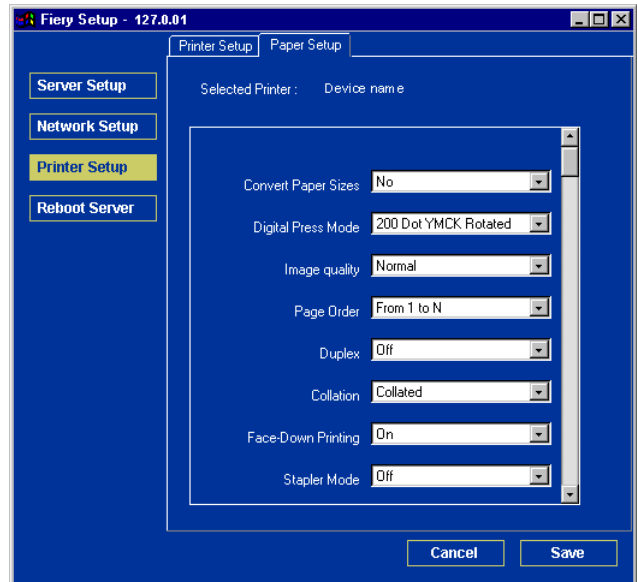 Fiery Setup - 127.0.01
Printer Setup Paper Setup
Server Setup
Network Setup
Printer Setup
Reboot Server
Selected Printer : Device name
Convert Paper Sizes No
Digital Press Mode 200 Dot YMCK Rotated
Image quality Normal
Page Order From 1 to N
Duplex Off
Collation Collated
Face-Down Printing On
Stapler Mode Off
Cancel Save